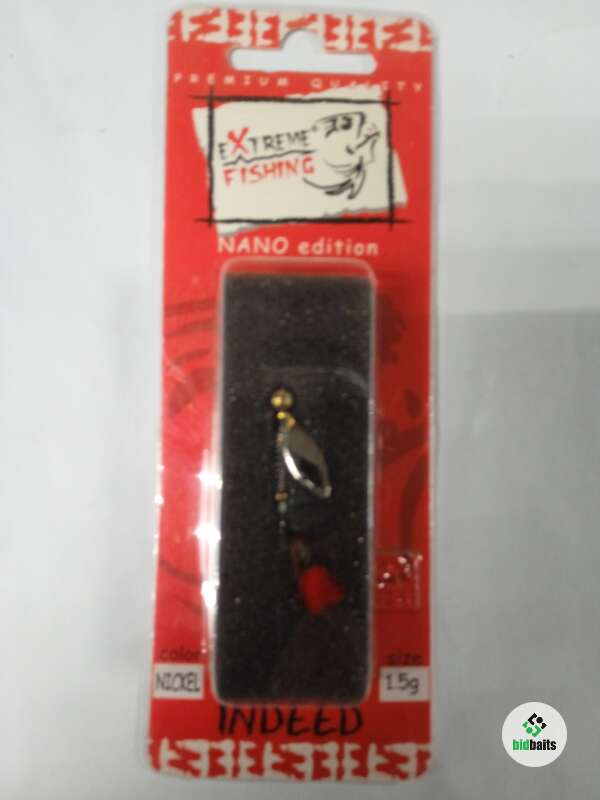 PREMIUM QUALITY
EXTREME®
FISHING
NANO edition
color
size
NICKEL
1.5g
INDEED
bidbaits